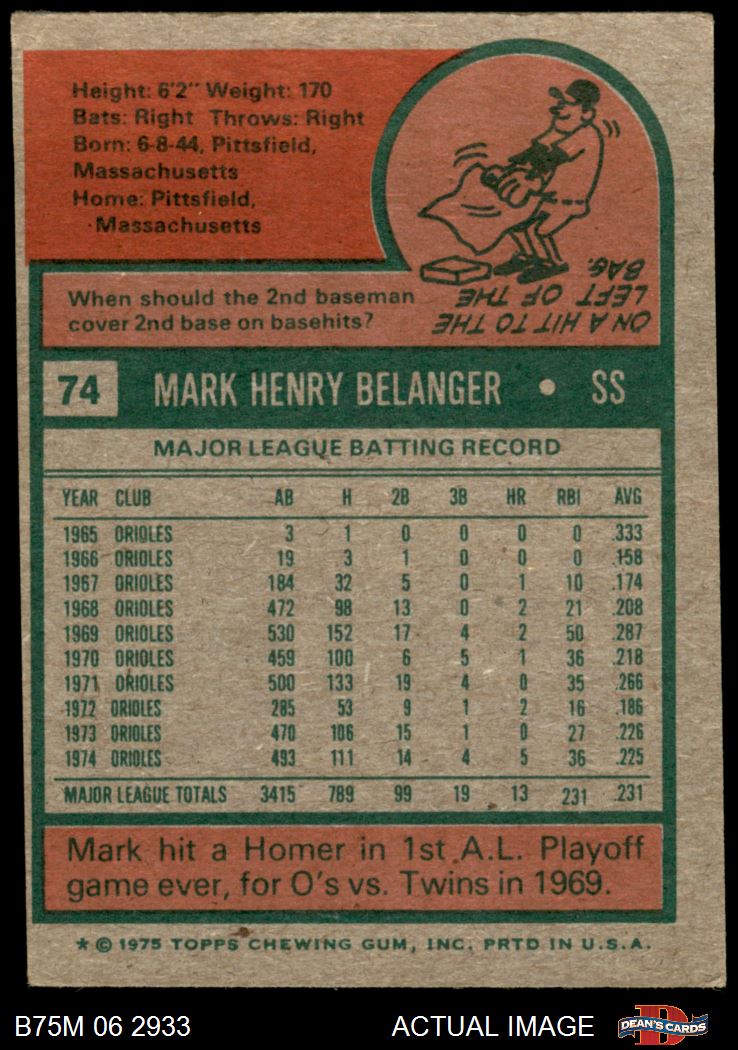 Height: 6'2" Weight: 170
Bats: Right Throws: Right
Born: 6-8-44, Pittsfield,
Massachusetts
Home: Pittsfield,
Massachusetts
When should the 2nd baseman
cover 2nd base on basehits?
ON A HIT TO THE
LEFT OF THE
BAG.
74 MARK HENRY BELANGER • SS
MAJOR LEAGUE BATTING RECORD
YEAR CLUB AB H 2B 3B HR RBI AVG
1965 ORIOLES 3 1 0 0 0 0 .333
1966 ORIOLES 19 3 1 0 0 0 .158
1967 ORIOLES 184 32 5 0 1 10 .174
1968 ORIOLES 472 98 13 0 2 21 .208
1969 ORIOLES 530 152 17 4 2 50 .287
1970 ORIOLES 459 100 6 5 1 36 .218
1971 ORIOLES 500 133 19 4 0 35 .266
1972 ORIOLES 285 53 9 1 2 16 .186
1973 ORIOLES 470 106 15 1 0 27 .226
1974 ORIOLES 493 111 14 4 5 36 .225
MAJOR LEAGUE TOTALS 3415 789 99 19 13 231 .231
Mark hit a Homer in 1st A.L. Playoff
game ever, for O's vs. Twins in 1969.
* © 1975 TOPPS CHEWING GUM, INC. PRTD IN U.S.A.
B75M 06 2933 ACTUAL IMAGE D DEAN'S CARDS